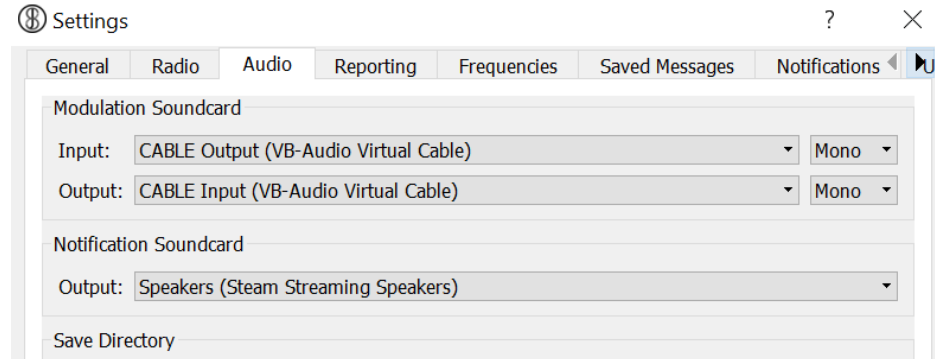 Settings ?
General Radio Audio Reporting Frequencies Saved Messages Notifications U
Modulation Soundcard
Input: CABLE Output (VB-Audio Virtual Cable) Mono
Output: CABLE Input (VB-Audio Virtual Cable) Mono
Notification Soundcard
Output: Speakers (Steam Streaming Speakers)
Save Directory